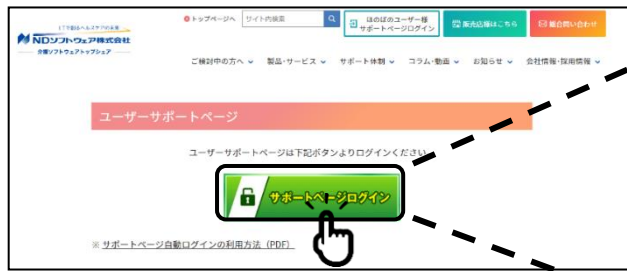 ITで創るヘルスケアの未来
NDソフトウェア株式会社
介護ソフトウェアトップシェア
トップページへ
サイト内検索
ほのぼのユーザー様
サポートページログイン
販売店様はこちら
総合問い合わせ
ご検討中の方へ
製品・サービス
サポート体制
コラム・動画
お知らせ
会社情報・採用情報
ユーザーサポートページ
ユーザーサポートページは下記ボタンよりログインください。
サポートページログイン
※ サポートページ自動ログインの利用方法（PDF）